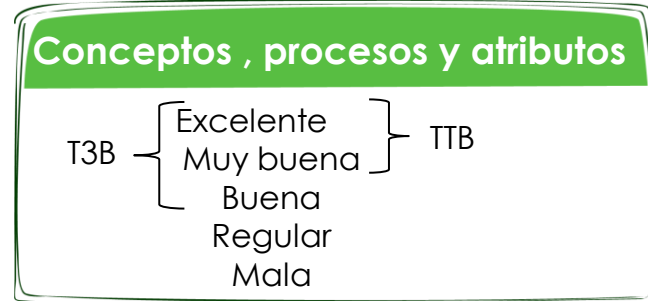 Conceptos , procesos y atributos
Excelente
T3B
TTB
Muy buena
Buena
Regular
Mala